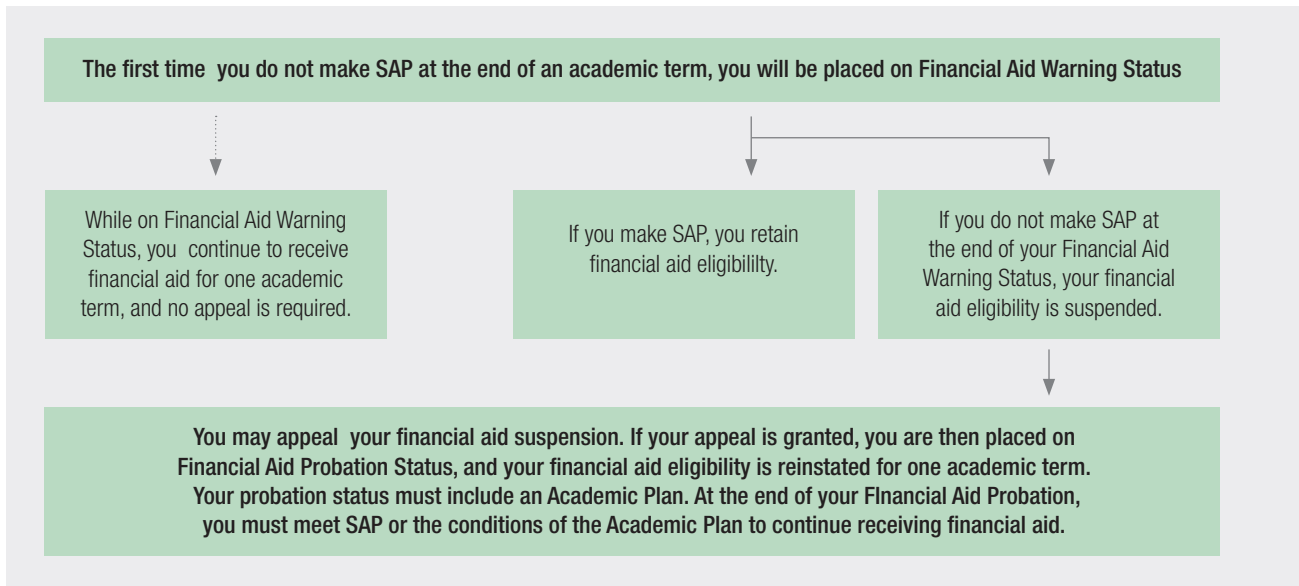 The first time you do not make SAP at the end of an academic term, you will be placed on Financial Aid Warning Status
While on Financial Aid Warning
Status, you continue to receive
financial aid for one academic
term, and no appeal is required.
If you make SAP, you retain
financial aid eligibililty.
If you do not make SAP at
the end of your Financial Aid
Warning Status, your financial
aid eligibility is suspended.
You may appeal your financial aid suspension. If your appeal is granted, you are then placed on
Financial Aid Probation Status, and your financial aid eligibility is reinstated for one academic term.
Your probation status must include an Academic Plan. At the end of your FInancial Aid Probation,
you must meet SAP or the conditions of the Academic Plan to continue receiving financial aid.